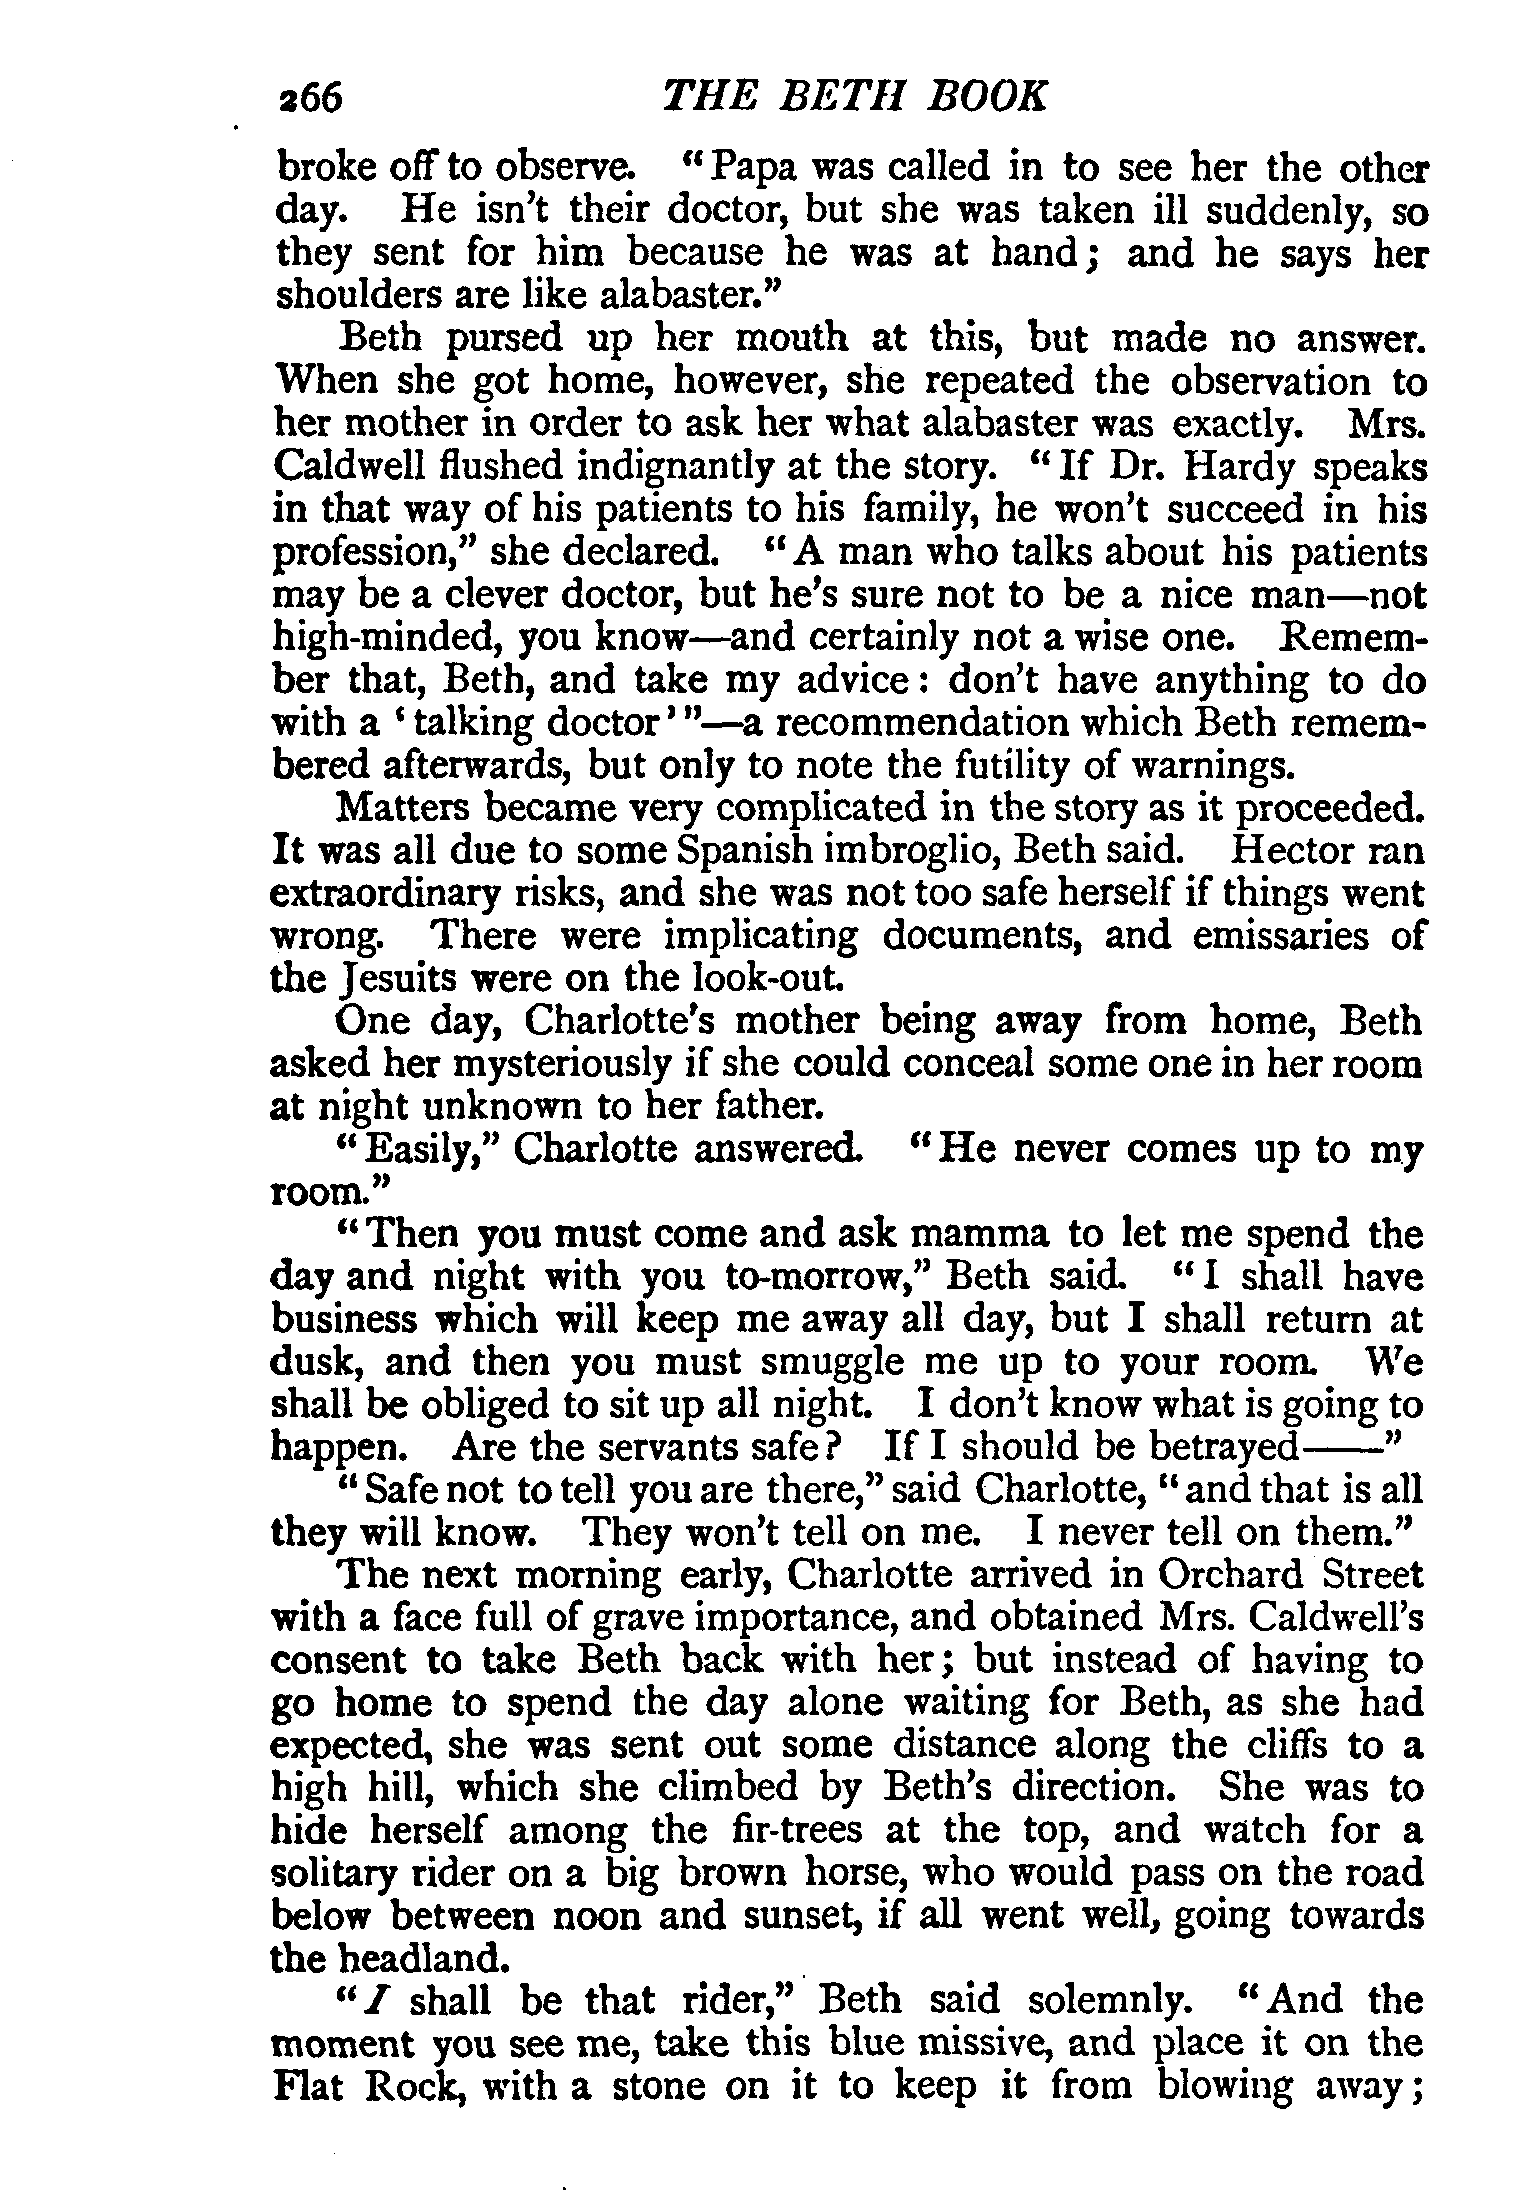 266 THE BETH BOOK
broke off to observe. "Papa was called in to see her the other
day. He isn't their doctor, but she was taken ill suddenly, so
they sent for him because he was at hand; and he says her
shoulders are like alabaster."
Beth pursed up her mouth at this, but made no answer.
When she got home, however, she repeated the observation to
her mother in order to ask her what alabaster was exactly. Mrs.
Caldwell flushed indignantly at the story. "If Dr. Hardy speaks
in that way of his patients to his family, he won't succeed in his
profession," she declared. "A man who talks about his patients
may be a clever doctor, but he's sure not to be a nice man—not
high-minded, you know—and certainly not a wise one. Remem-
ber that, Beth, and take my advice: don't have anything to do
with a 'talking doctor'"—a recommendation which Beth remem-
bered afterwards, but only to note the futility of warnings.
Matters became very complicated in the story as it proceeded.
It was all due to some Spanish imbroglio, Beth said. Hector ran
extraordinary risks, and she was not too safe herself if things went
wrong. There were implicating documents, and emissaries of
the Jesuits were on the look-out.
One day, Charlotte's mother being away from home, Beth
asked her mysteriously if she could conceal some one in her room
at night unknown to her father.
"Easily," Charlotte answered. "He never comes up to my
room."
"Then you must come and ask mamma to let me spend the
day and night with you to-morrow," Beth said. "I shall have
business which will keep me away all day, but I shall return at
dusk, and then you must smuggle me up to your room. We
shall be obliged to sit up all night. I don't know what is going to
happen. Are the servants safe? If I should be betrayed——"
"Safe not to tell you are there," said Charlotte, "and that is all
they will know. They won't tell on me. I never tell on them."
The next morning early, Charlotte arrived in Orchard Street
with a face full of grave importance, and obtained Mrs. Caldwell's
consent to take Beth back with her; but instead of having to
go home to spend the day alone waiting for Beth, as she had
expected, she was sent out some distance along the cliffs to a
high hill, which she climbed by Beth's direction. She was to
hide herself among the fir-trees at the top, and watch for a
solitary rider on a big brown horse, who would pass on the road
below between noon and sunset, if all went well, going towards
the headland.
"I shall be that rider," Beth said solemnly. "And the
moment you see me, take this blue missive, and place it on the
Flat Rock, with a stone on it to keep it from blowing away;